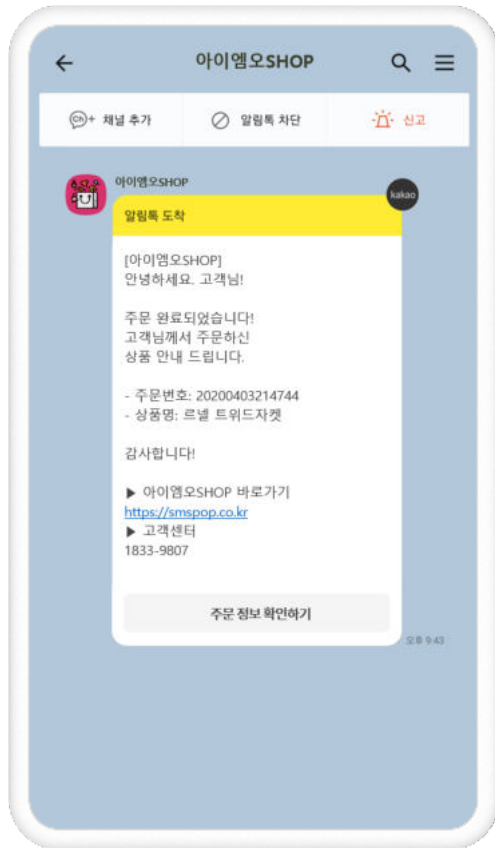 아이엠오SHOP
Ch+ 채널 추가
알림톡 차단
신고
아이엠오SHOP
kakao
알림톡 도착
[아이엠오SHOP]
안녕하세요. 고객님!
주문 완료되었습니다!
고객님께서 주문하신
상품 안내 드립니다.
- 주문번호: 20200403214744
- 상품명: 르넬 트위드자켓
감사합니다!
▶ 아이엠오SHOP 바로가기
https://smspop.co.kr
▶ 고객센터
1833-9807
주문 정보 확인하기
오후 9:43